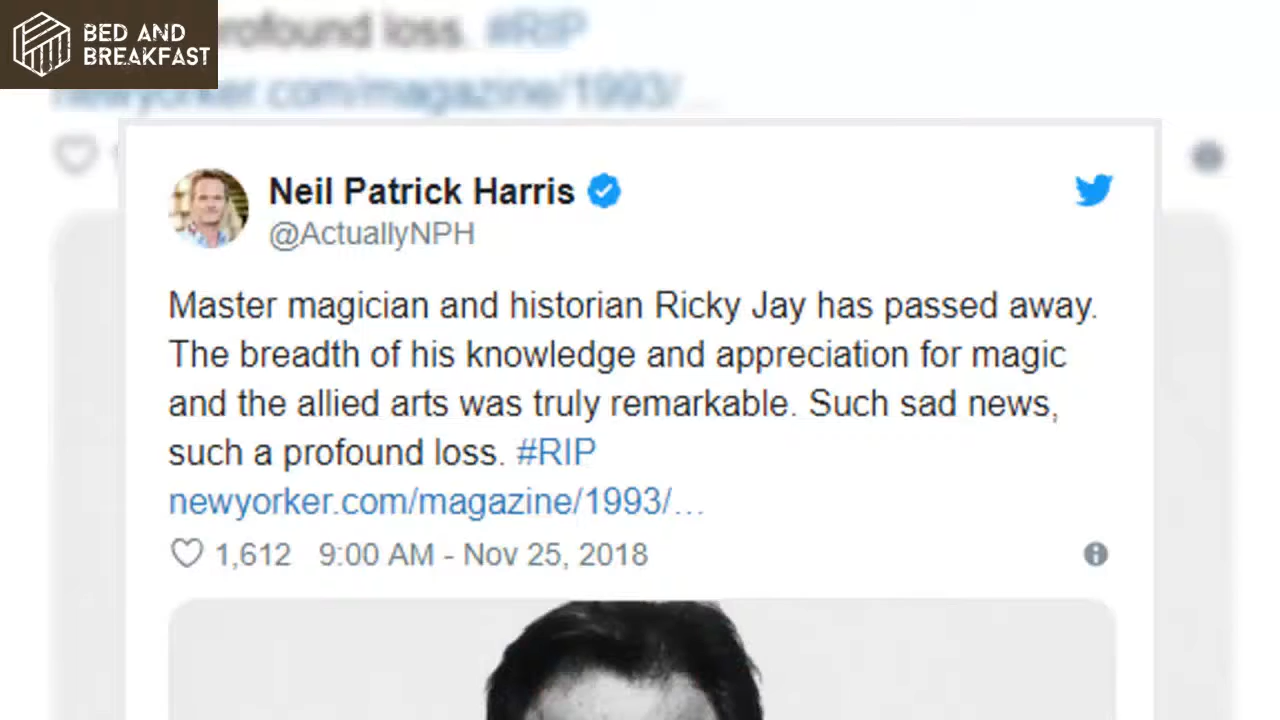 BED AND
BREAKFAST
profound loss. #RIP
newyorker.com/magazine/1993/...
Neil Patrick Harris
@ActuallyNPH
Master magician and historian Ricky Jay has passed away.
The breadth of his knowledge and appreciation for magic
and the allied arts was truly remarkable. Such sad news,
such a profound loss. #RIP
newyorker.com/magazine/1993/...
1,612 9:00 AM - Nov 25, 2018